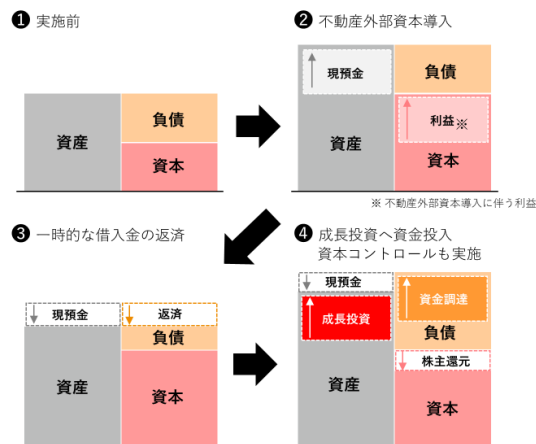 ❶ 実施前
資産
負債
資本
❷ 不動産外部資本導入
現預金
資産
負債
利益※
資本
※ 不動産外部資本導入に伴う利益
❸ 一時的な借入金の返済
現預金
資産
返済
負債
資本
❹ 成長投資へ資金投入
資本コントロールも実施
現預金
成長投資
資産
資金調達
負債
株主還元
資本